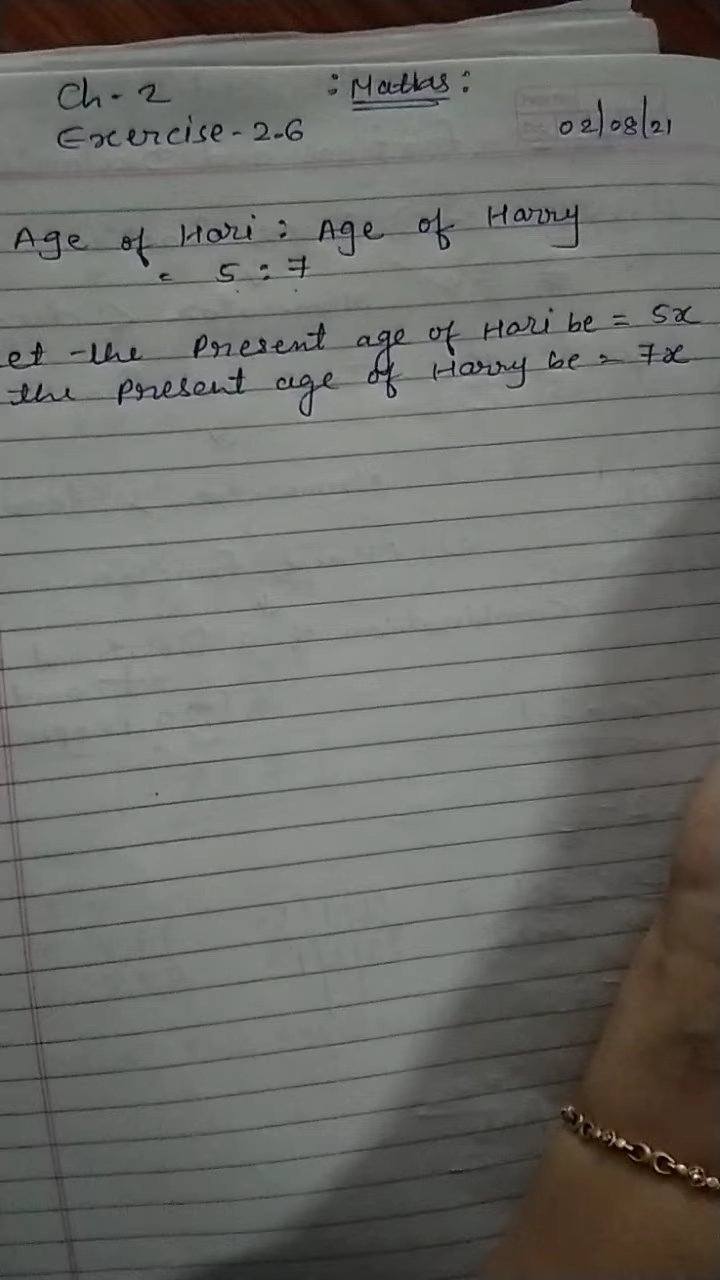 Ch-2 : Maths :
Exercise-2.6 02/08/21
Age of Hari : Age of Harry
= 5 : 7
et the Present age of Hari be = 5x
the present age of Harry be = 7x